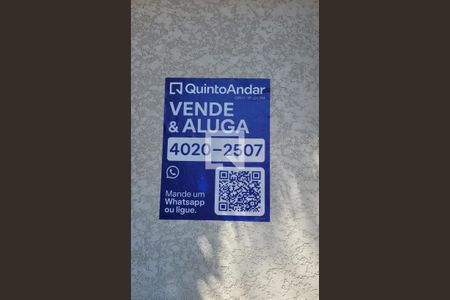 QuintoAndar
VENDE
& ALUGA
4020-2507
Mande um
Whatsapp
ou ligue.